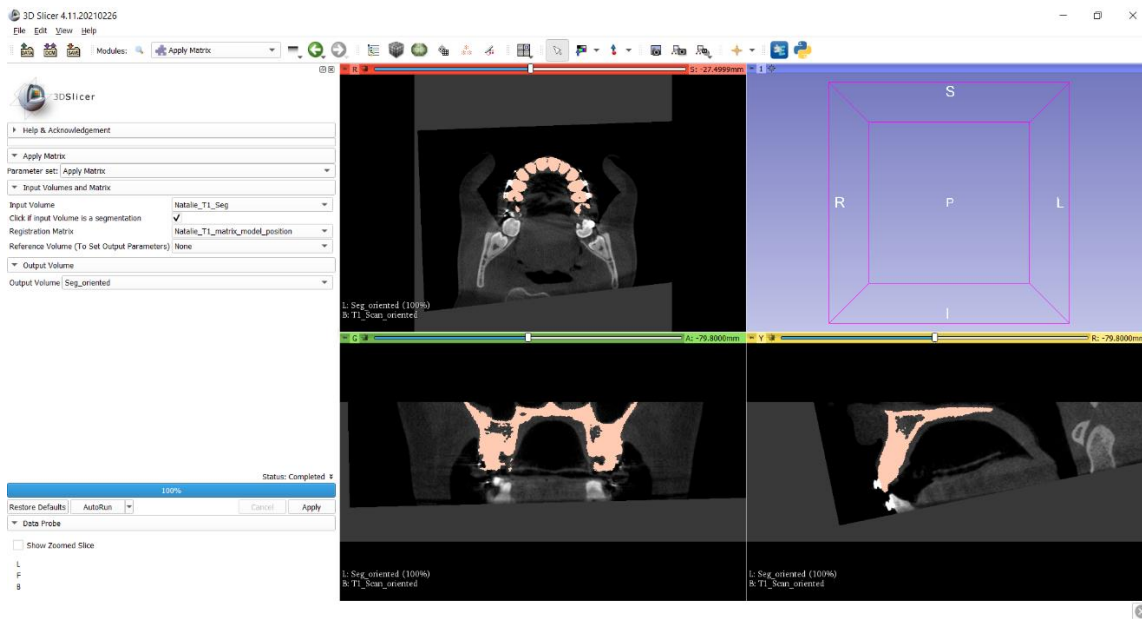 3D Slicer 4.11.20210226
File Edit View Help
DATA DCM SAVE Modules: Apply Matrix
3DSlicer
Help & Acknowledgement
Apply Matrix
Parameter set: Apply Matrix
Input Volumes and Matrix
Input Volume Natalie_T1_Seg
Click if input Volume is a segmentation
Registration Matrix Natalie_T1_matrix_model_position
Reference Volume (To Set Output Parameters) None
Output Volume
Output Volume Seg_oriented
Status: Completed
100%
Restore Defaults AutoRun Cancel Apply
Data Probe
Show Zoomed Slice
L
F
B
R S: -27.4999mm
L: Seg_oriented (100%)
B: T1_Scan_oriented
1
S
R P L
I
G A: -79.8000mm
L: Seg_oriented (100%)
B: T1_Scan_oriented
Y R: -79.8000mm
L: Seg_oriented (100%)
B: T1_Scan_oriented